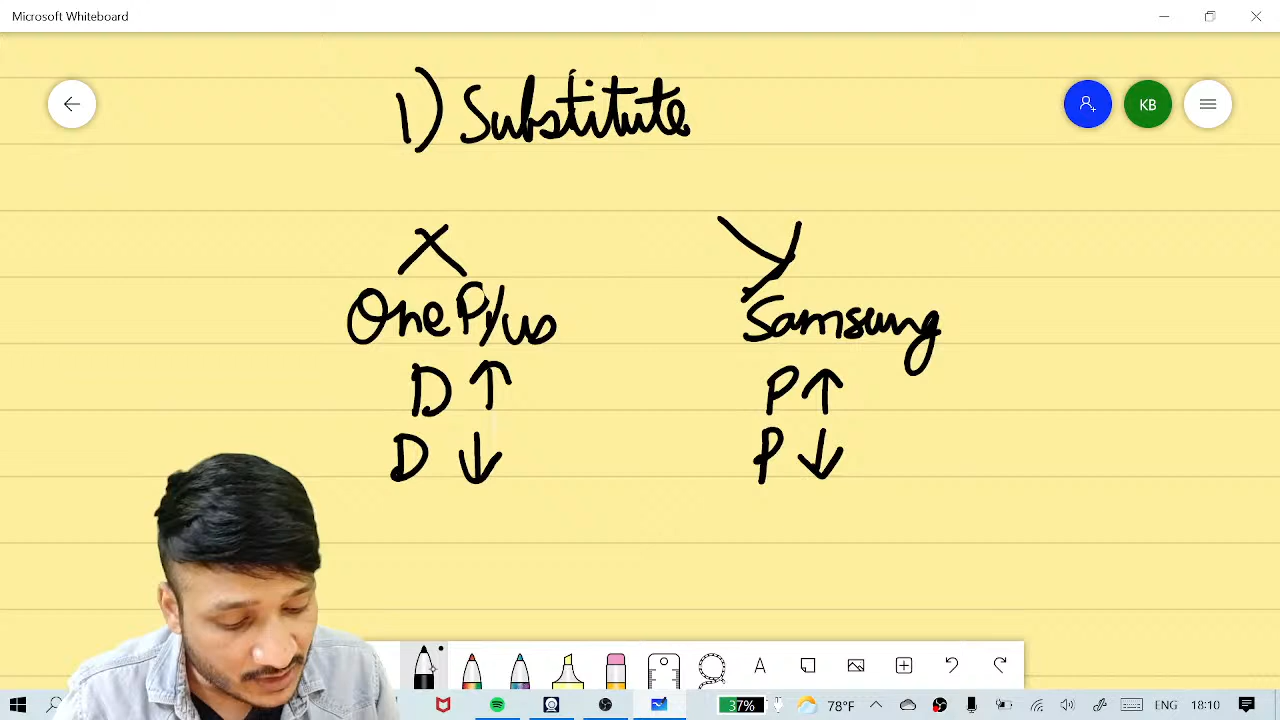 Microsoft Whiteboard
1) Substitute
KB
X Y
OnePlus Samsung
D ↑ P ↑
D ↓ P ↓
A
37% 78°F ENG 18:10